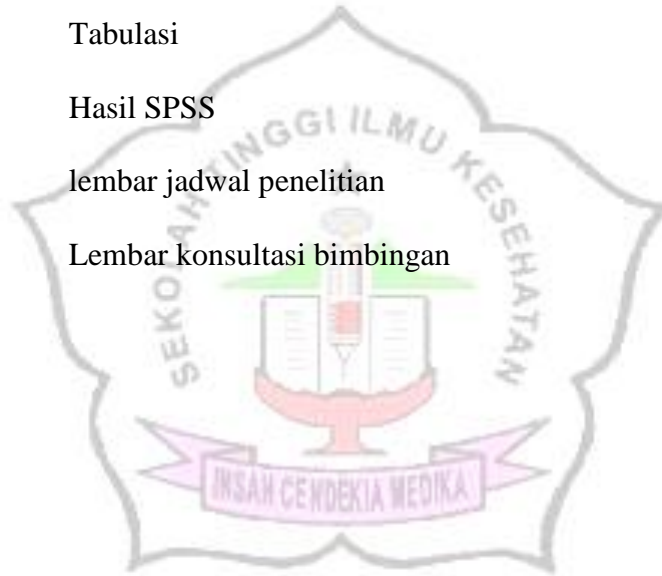 Tabulasi
Hasil SPSS
lembar jadwal penelitian
Lembar konsultasi bimbingan
SEKOLAH TINGGI ILMU KESEHATAN
INSAN CENDEKIA MEDIKA